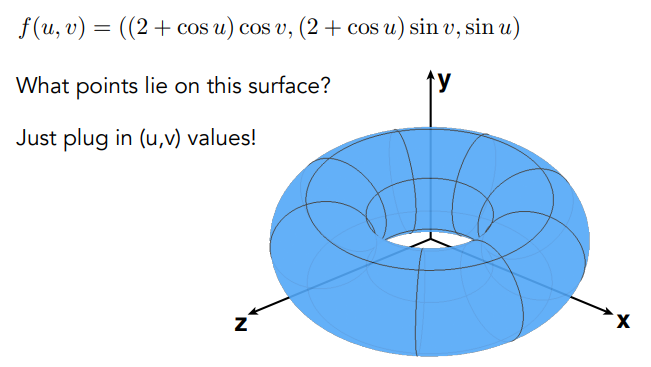 f(u, v) = ((2 + cos u) cos v, (2 + cos u) sin v, sin u)
What points lie on this surface?
y
Just plug in (u,v) values!
z
x